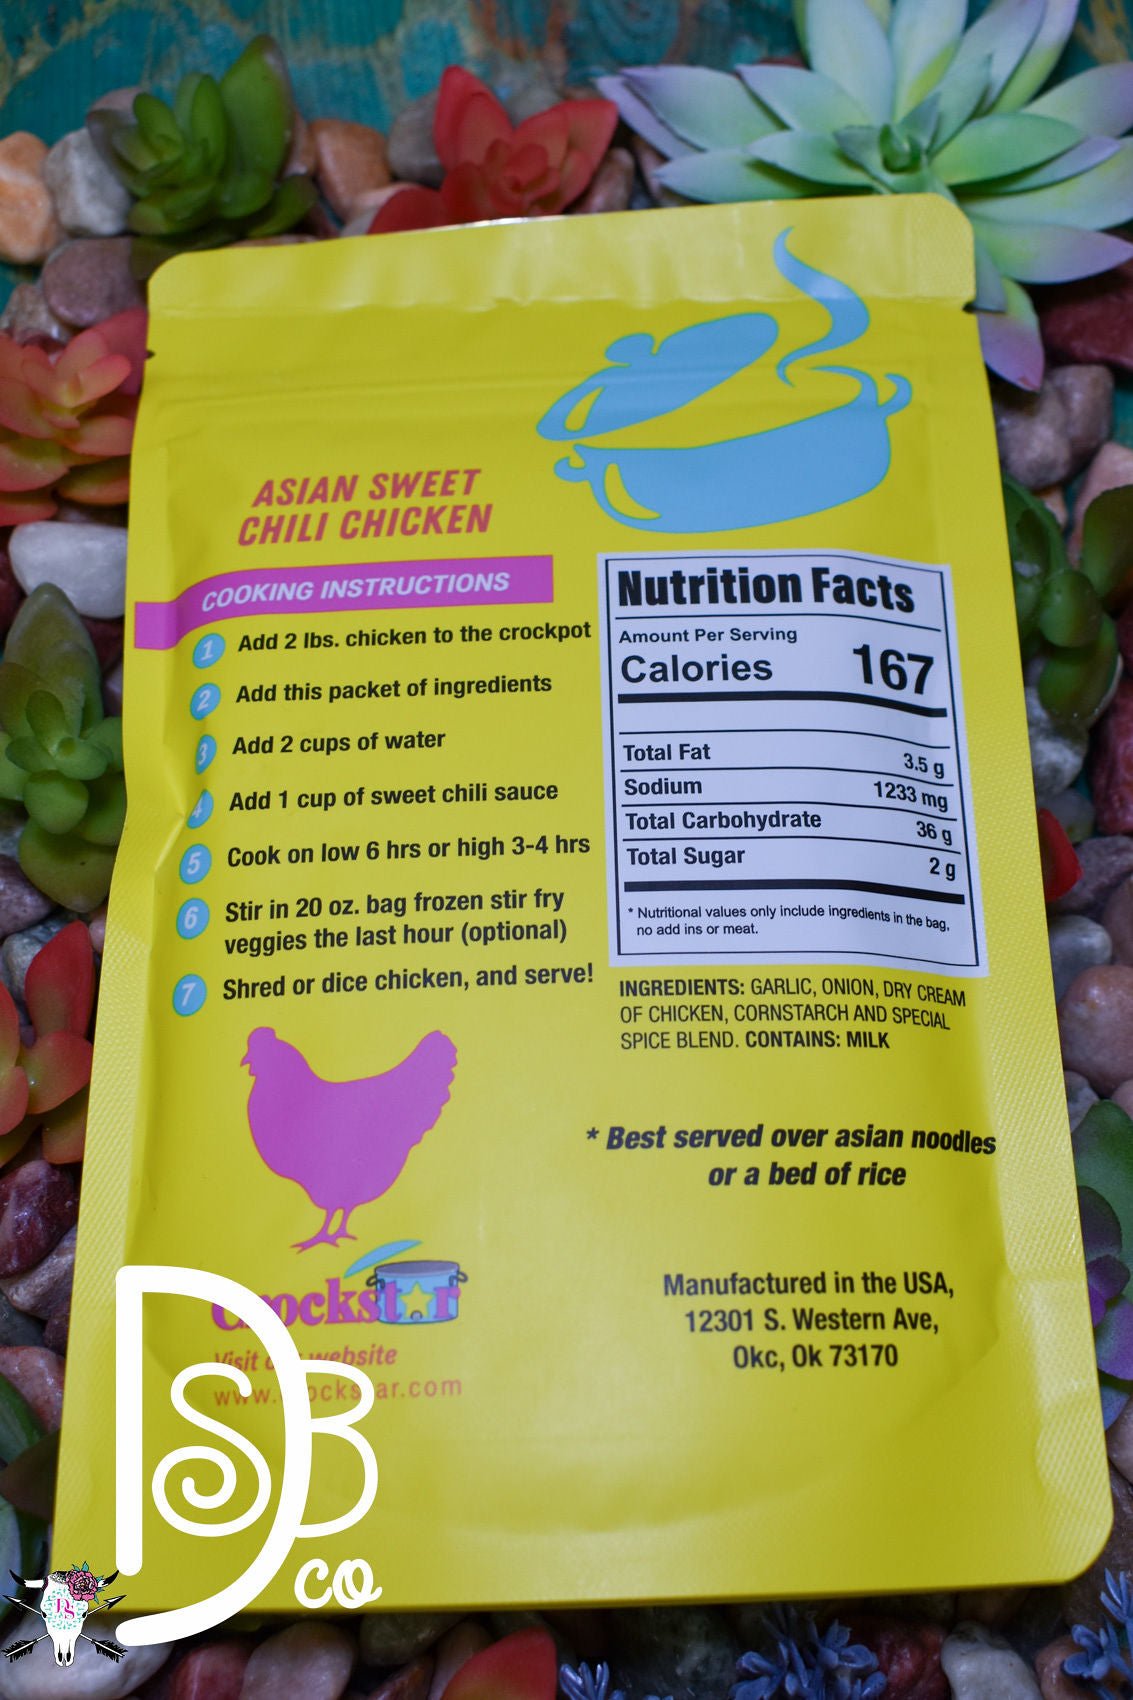 ASIAN SWEET
CHILI CHICKEN
COOKING INSTRUCTIONS
1 Add 2 lbs. chicken to the crockpot
2 Add this packet of ingredients
3 Add 2 cups of water
4 Add 1 cup of sweet chili sauce
5 Cook on low 6 hrs or high 3-4 hrs
6 Stir in 20 oz. bag frozen stir fry
veggies the last hour (optional)
7 Shred or dice chicken, and serve!
Nutrition Facts
Amount Per Serving
Calories 167
Total Fat 3.5 g
Sodium 1233 mg
Total Carbohydrate 36 g
Total Sugar 2 g
* Nutritional values only include ingredients in the bag,
no add ins or meat.
INGREDIENTS: GARLIC, ONION, DRY CREAM
OF CHICKEN, CORNSTARCH AND SPECIAL
SPICE BLEND. CONTAINS: MILK
* Best served over asian noodles
or a bed of rice
Manufactured in the USA,
12301 S. Western Ave,
Okc, Ok 73170
Crockstar
Visit our website
www.crockstar.com
DSB
co